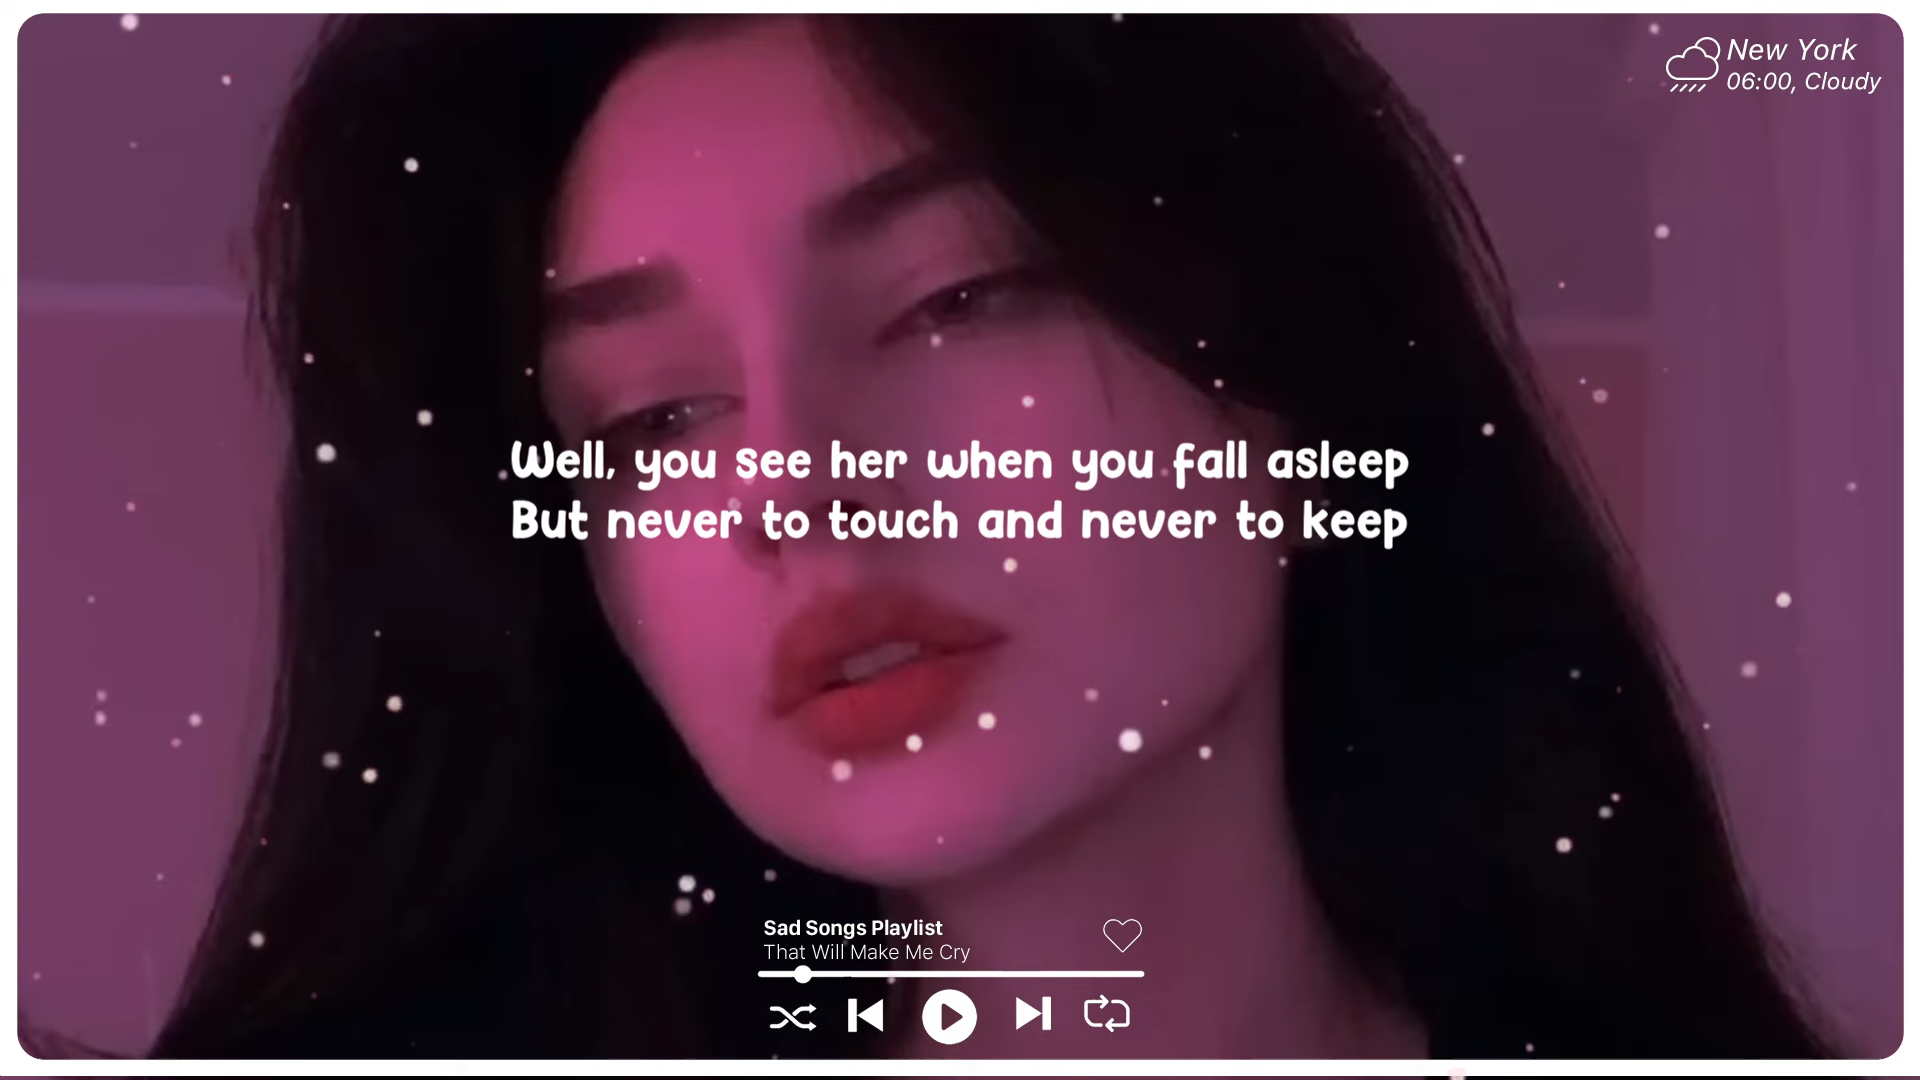 New York
06:00, Cloudy
Well, you see her when you fall asleep
But never to touch and never to keep
Sad Songs Playlist
That Will Make Me Cry